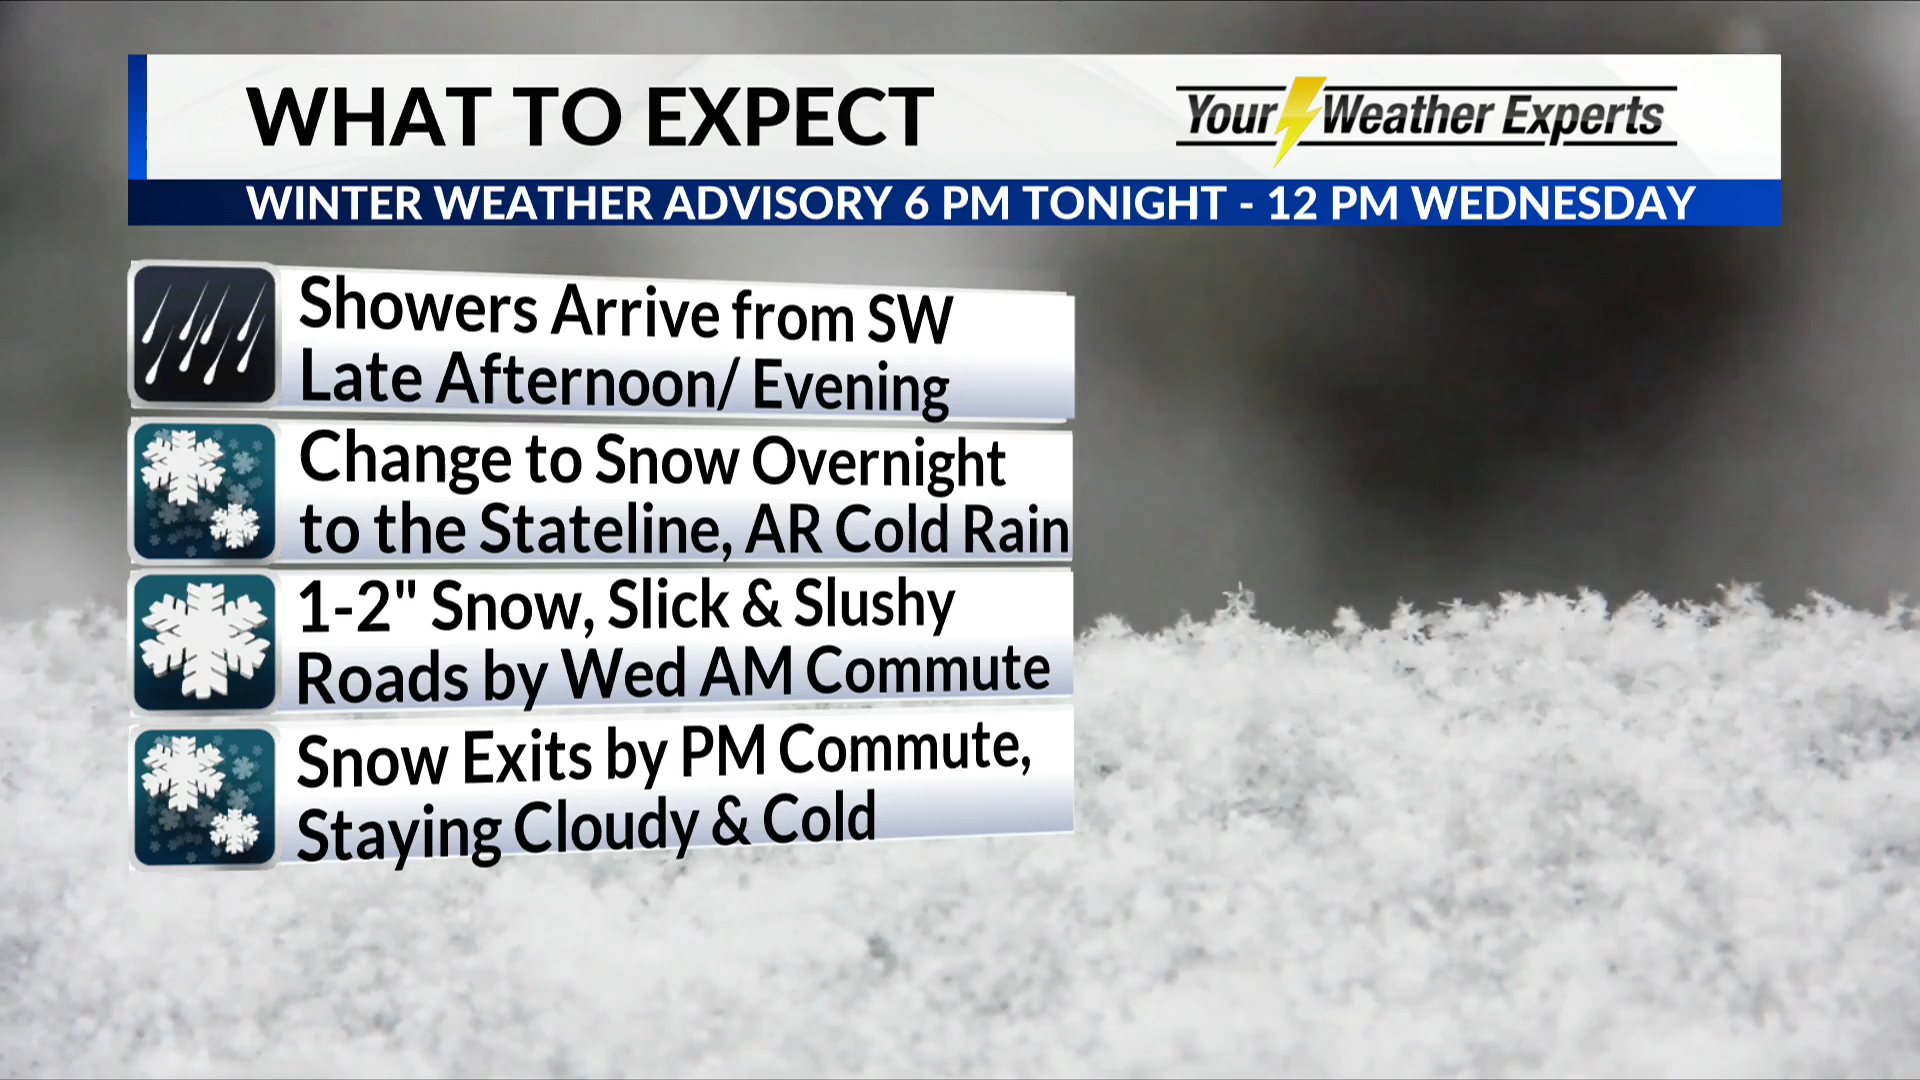 WHAT TO EXPECT
Your Weather Experts
WINTER WEATHER ADVISORY 6 PM TONIGHT - 12 PM WEDNESDAY
Showers Arrive from SW
Late Afternoon/ Evening
Change to Snow Overnight
to the Stateline, AR Cold Rain
1-2" Snow, Slick & Slushy
Roads by Wed AM Commute
Snow Exits by PM Commute,
Staying Cloudy & Cold